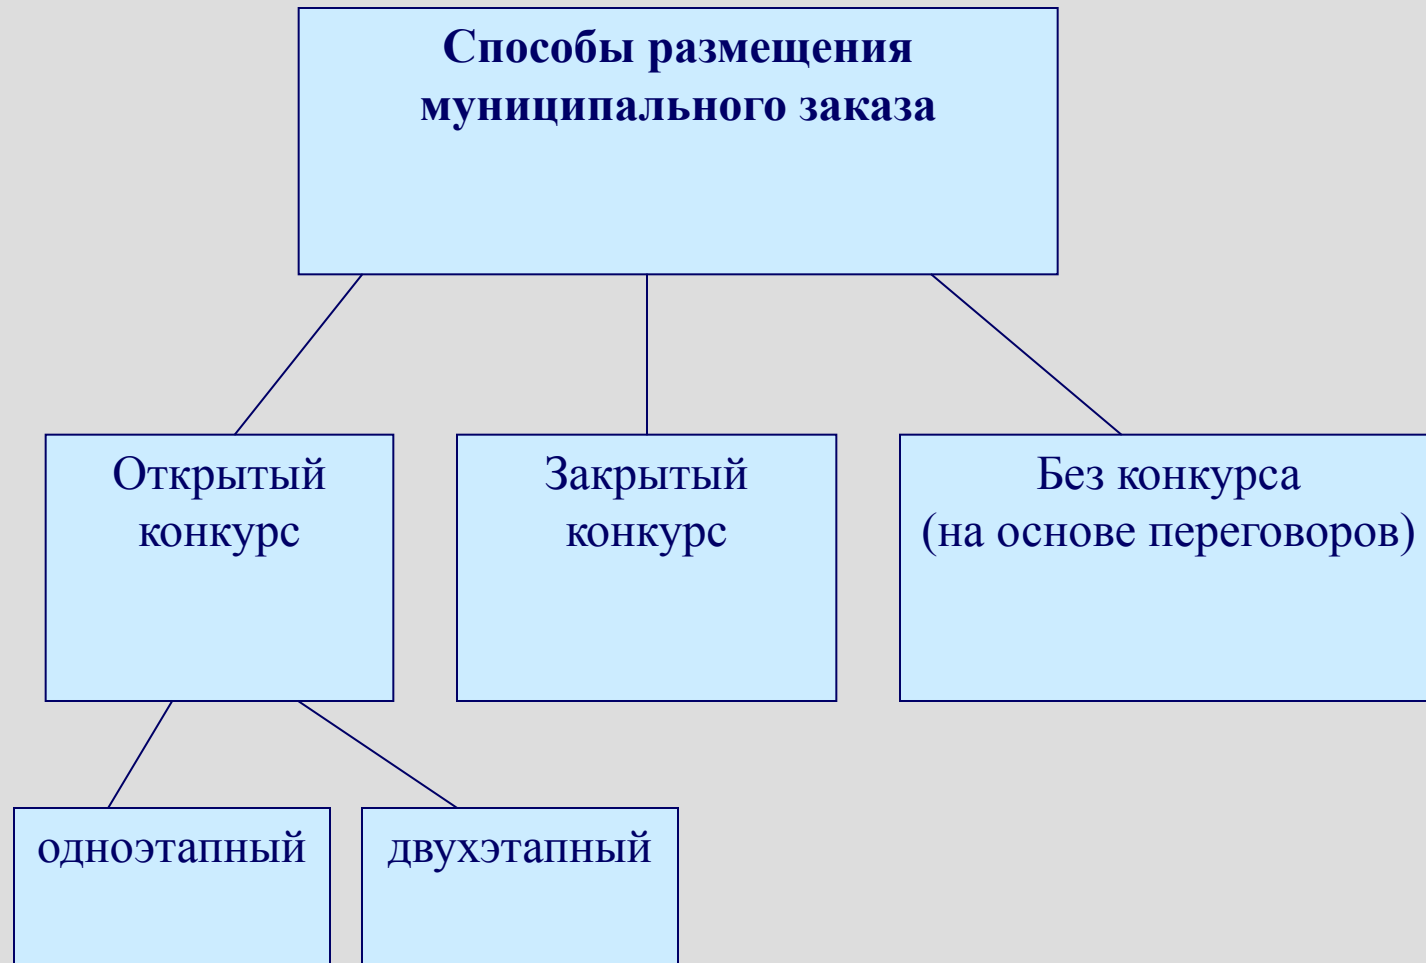 Способы размещения
муниципального заказа
Открытый
конкурс
Закрытый
конкурс
Без конкурса
(на основе переговоров)
одноэтапный
двухэтапный